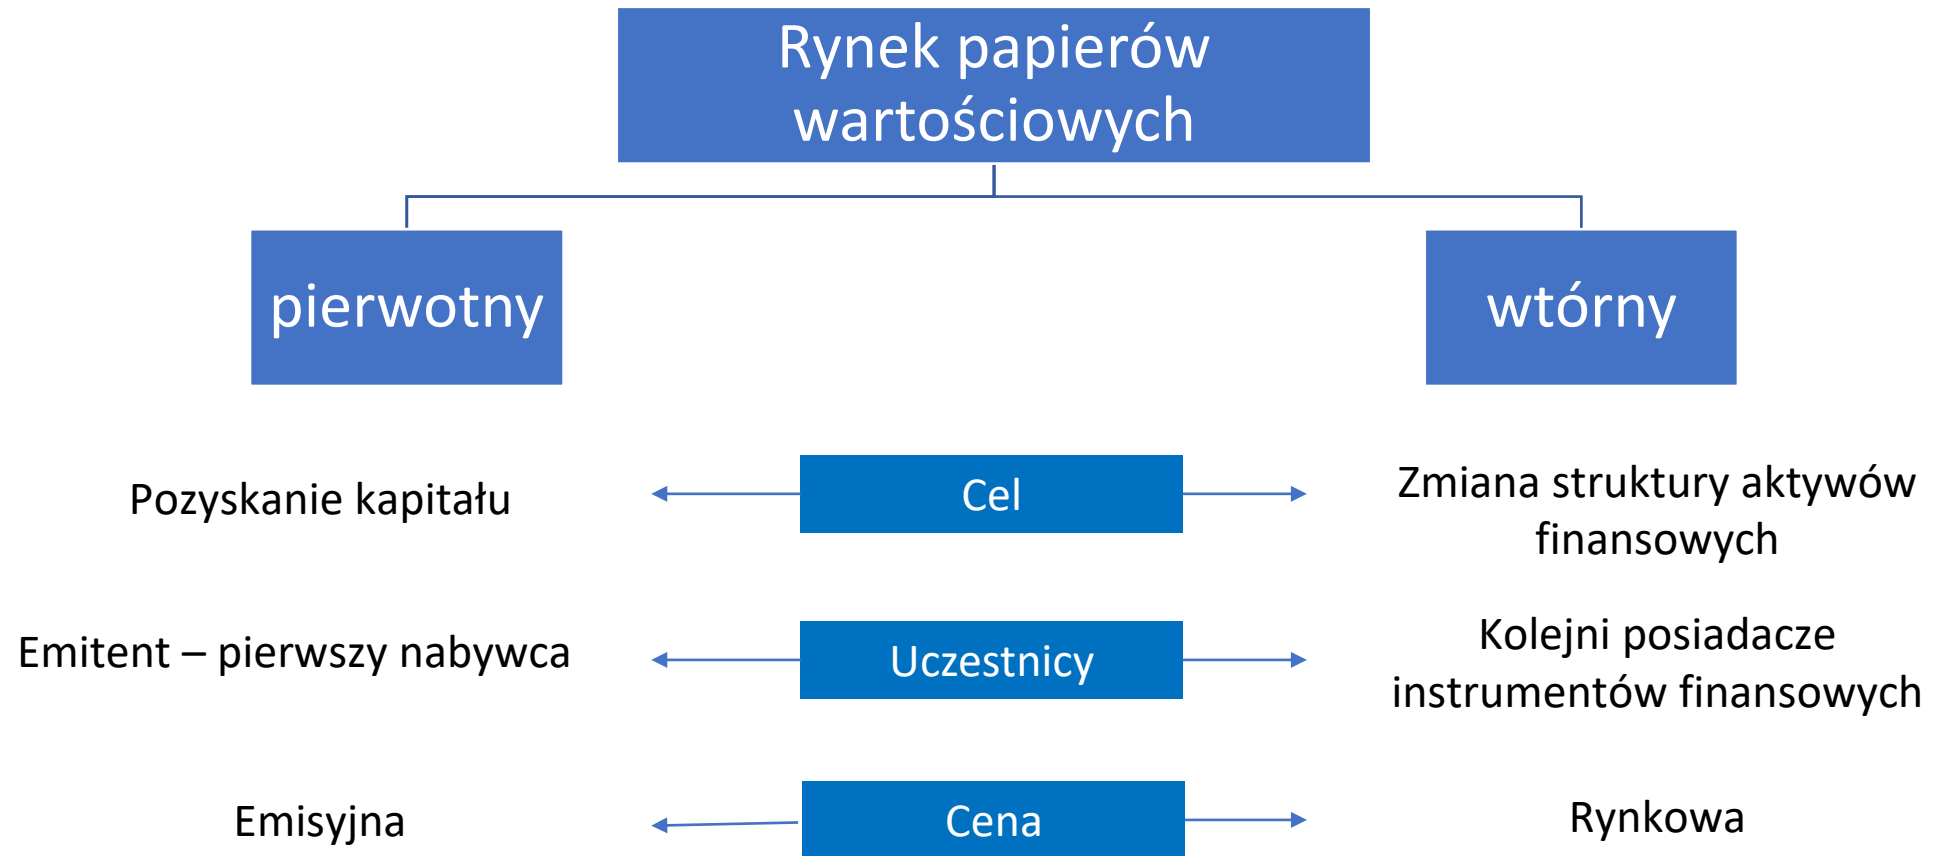 Rynek papierów
wartościowych
pierwotny
wtórny
Pozyskanie kapitału
Cel
Zmiana struktury aktywów
finansowych
Emitent – pierwszy nabywca
Uczestnicy
Kolejni posiadacze
instrumentów finansowych
Emisyjna
Cena
Rynkowa